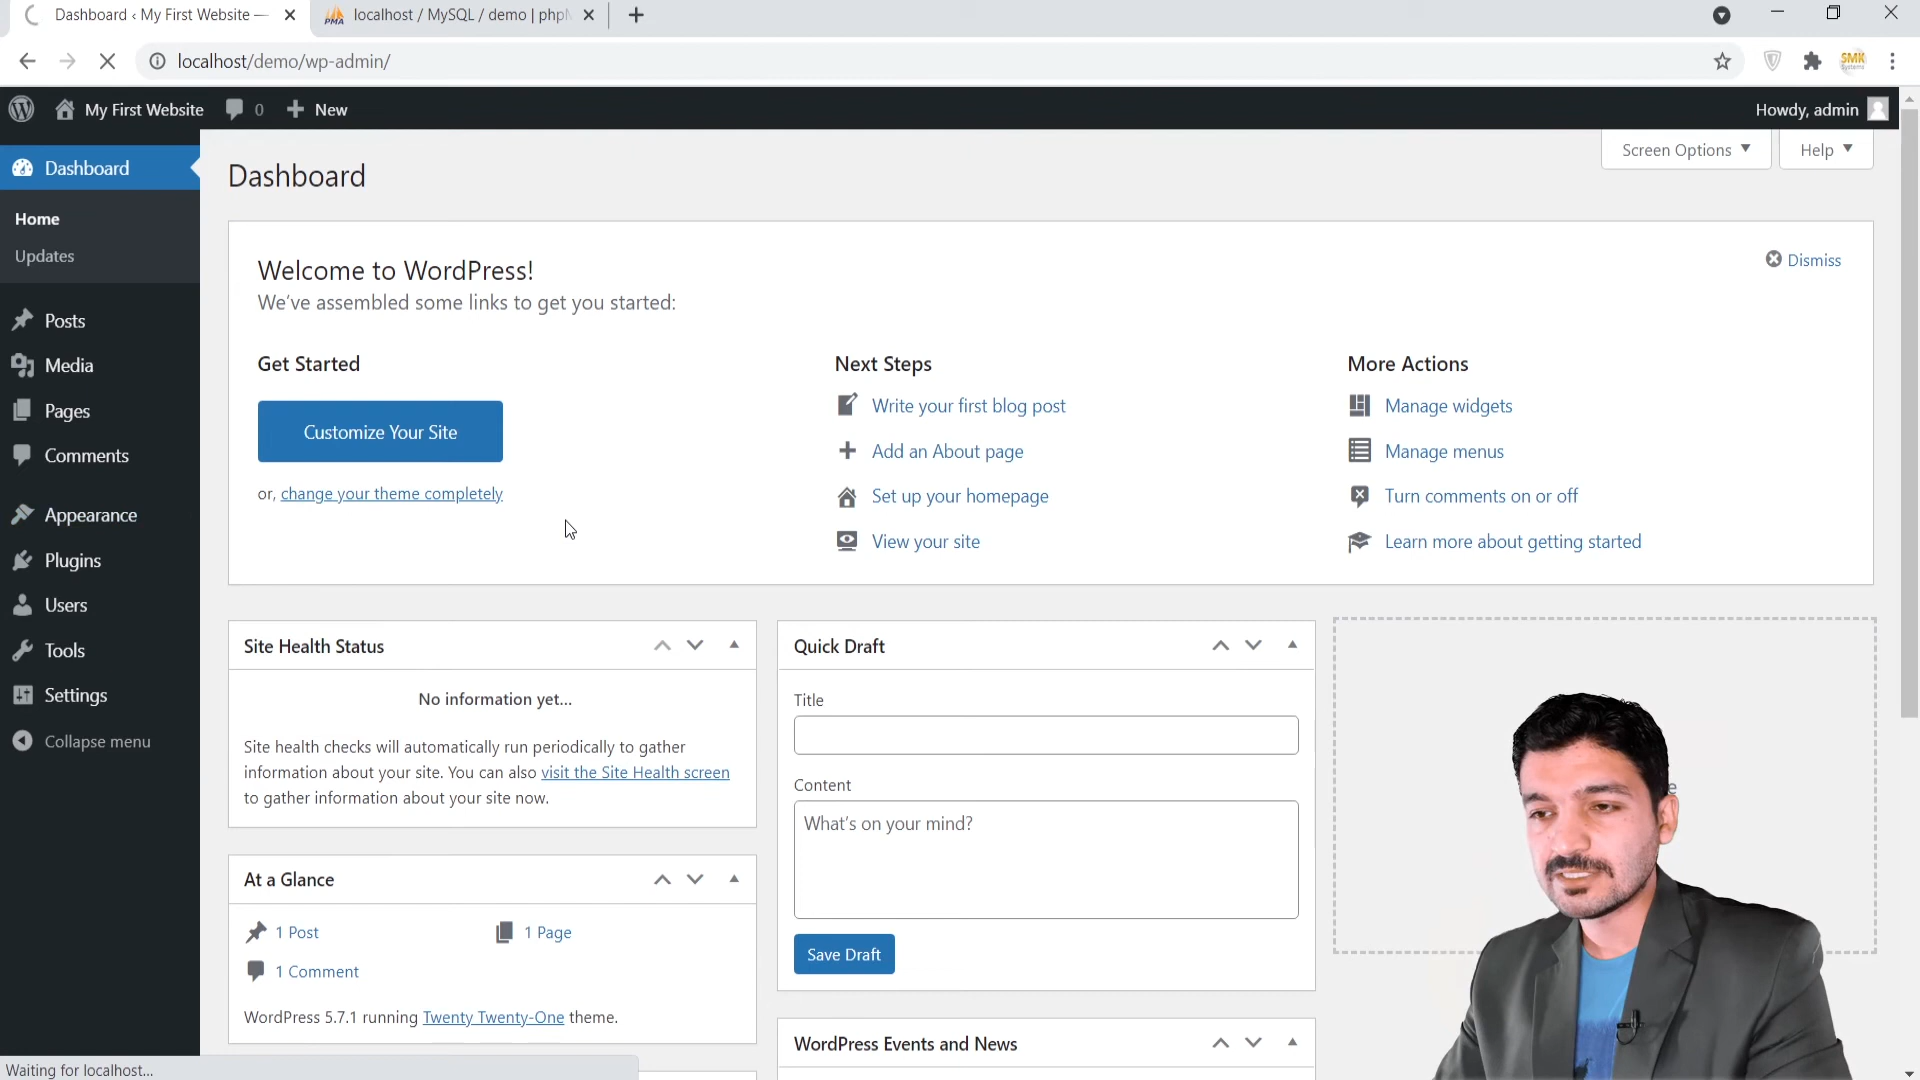 Dashboard ‹ My First Website —
localhost / MySQL / demo | phpM
localhost/demo/wp-admin/
SMK
Systems
My First Website
0
New
Howdy, admin
Screen Options
Help
Dashboard
Home
Updates
Posts
Media
Pages
Comments
Appearance
Plugins
Users
Tools
Settings
Collapse menu
Dashboard
Welcome to WordPress!
Dismiss
We've assembled some links to get you started:
Get Started
Customize Your Site
or, change your theme completely
Next Steps
Write your first blog post
Add an About page
Set up your homepage
View your site
More Actions
Manage widgets
Manage menus
Turn comments on or off
Learn more about getting started
Site Health Status
No information yet...
Site health checks will automatically run periodically to gather
information about your site. You can also visit the Site Health screen
to gather information about your site now.
At a Glance
1 Post
1 Page
1 Comment
WordPress 5.7.1 running Twenty Twenty-One theme.
Quick Draft
Title
Content
What's on your mind?
Save Draft
WordPress Events and News
Waiting for localhost...